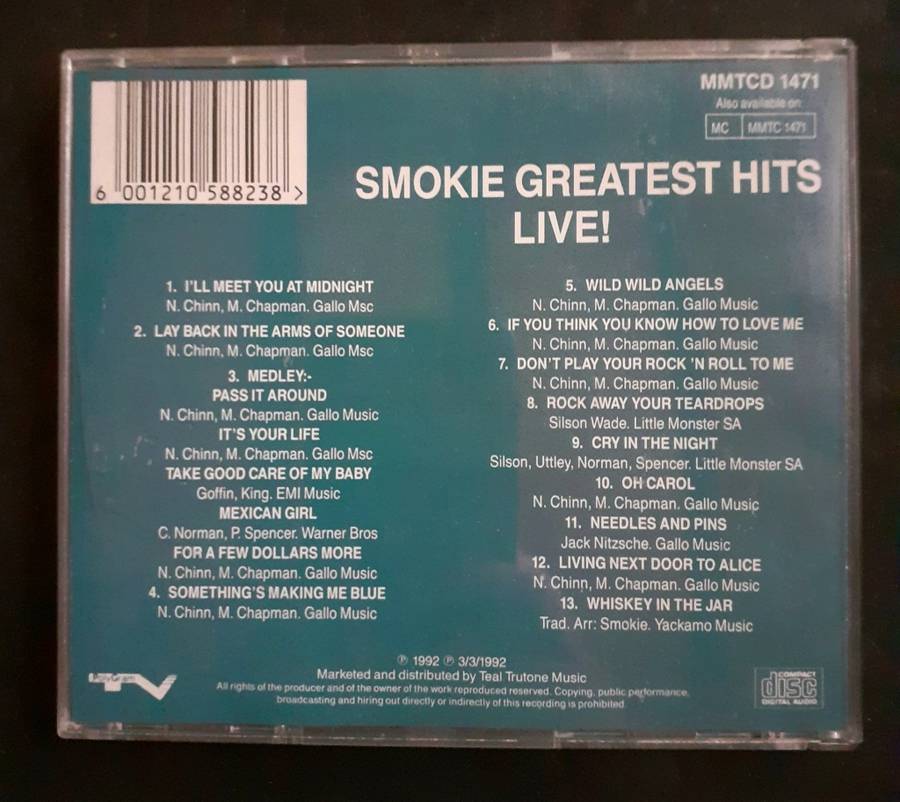 MMTCD 1471
Also available on:
MC MMTC 1471
6 001210 588238 >
SMOKIE GREATEST HITS
LIVE!
1. I'LL MEET YOU AT MIDNIGHT
N. Chinn, M. Chapman. Gallo Msc
2. LAY BACK IN THE ARMS OF SOMEONE
N. Chinn, M. Chapman. Gallo Msc
3. MEDLEY:-
PASS IT AROUND
N. Chinn, M. Chapman. Gallo Music
IT'S YOUR LIFE
N. Chinn, M. Chapman. Gallo Msc
TAKE GOOD CARE OF MY BABY
Goffin, King. EMI Music
MEXICAN GIRL
C. Norman, P. Spencer. Warner Bros
FOR A FEW DOLLARS MORE
N. Chinn, M. Chapman. Gallo Music
4. SOMETHING'S MAKING ME BLUE
N. Chinn, M. Chapman. Gallo Music
5. WILD WILD ANGELS
N. Chinn, M. Chapman. Gallo Music
6. IF YOU THINK YOU KNOW HOW TO LOVE ME
N. Chinn, M. Chapman. Gallo Music
7. DON'T PLAY YOUR ROCK 'N ROLL TO ME
N. Chinn, M. Chapman. Gallo Music
8. ROCK AWAY YOUR TEARDROPS
Silson Wade. Little Monster SA
9. CRY IN THE NIGHT
Silson, Uttley, Norman, Spencer. Little Monster SA
10. OH CAROL
N. Chinn, M. Chapman. Gallo Music
11. NEEDLES AND PINS
Jack Nitzsche. Gallo Music
12. LIVING NEXT DOOR TO ALICE
N. Chinn, M. Chapman. Gallo Music
13. WHISKEY IN THE JAR
Trad. Arr: Smokie. Yackamo Music
℗ 1992 ℗ 3/3/1992
Marketed and distributed by Teal Trutone Music
All rights of the producer and of the owner of the work reproduced reserved. Copying, public performance,
broadcasting and hiring out directly or indirectly of this recording is prohibited.
PolyGram
TV
COMPACT
disc
DIGITAL AUDIO